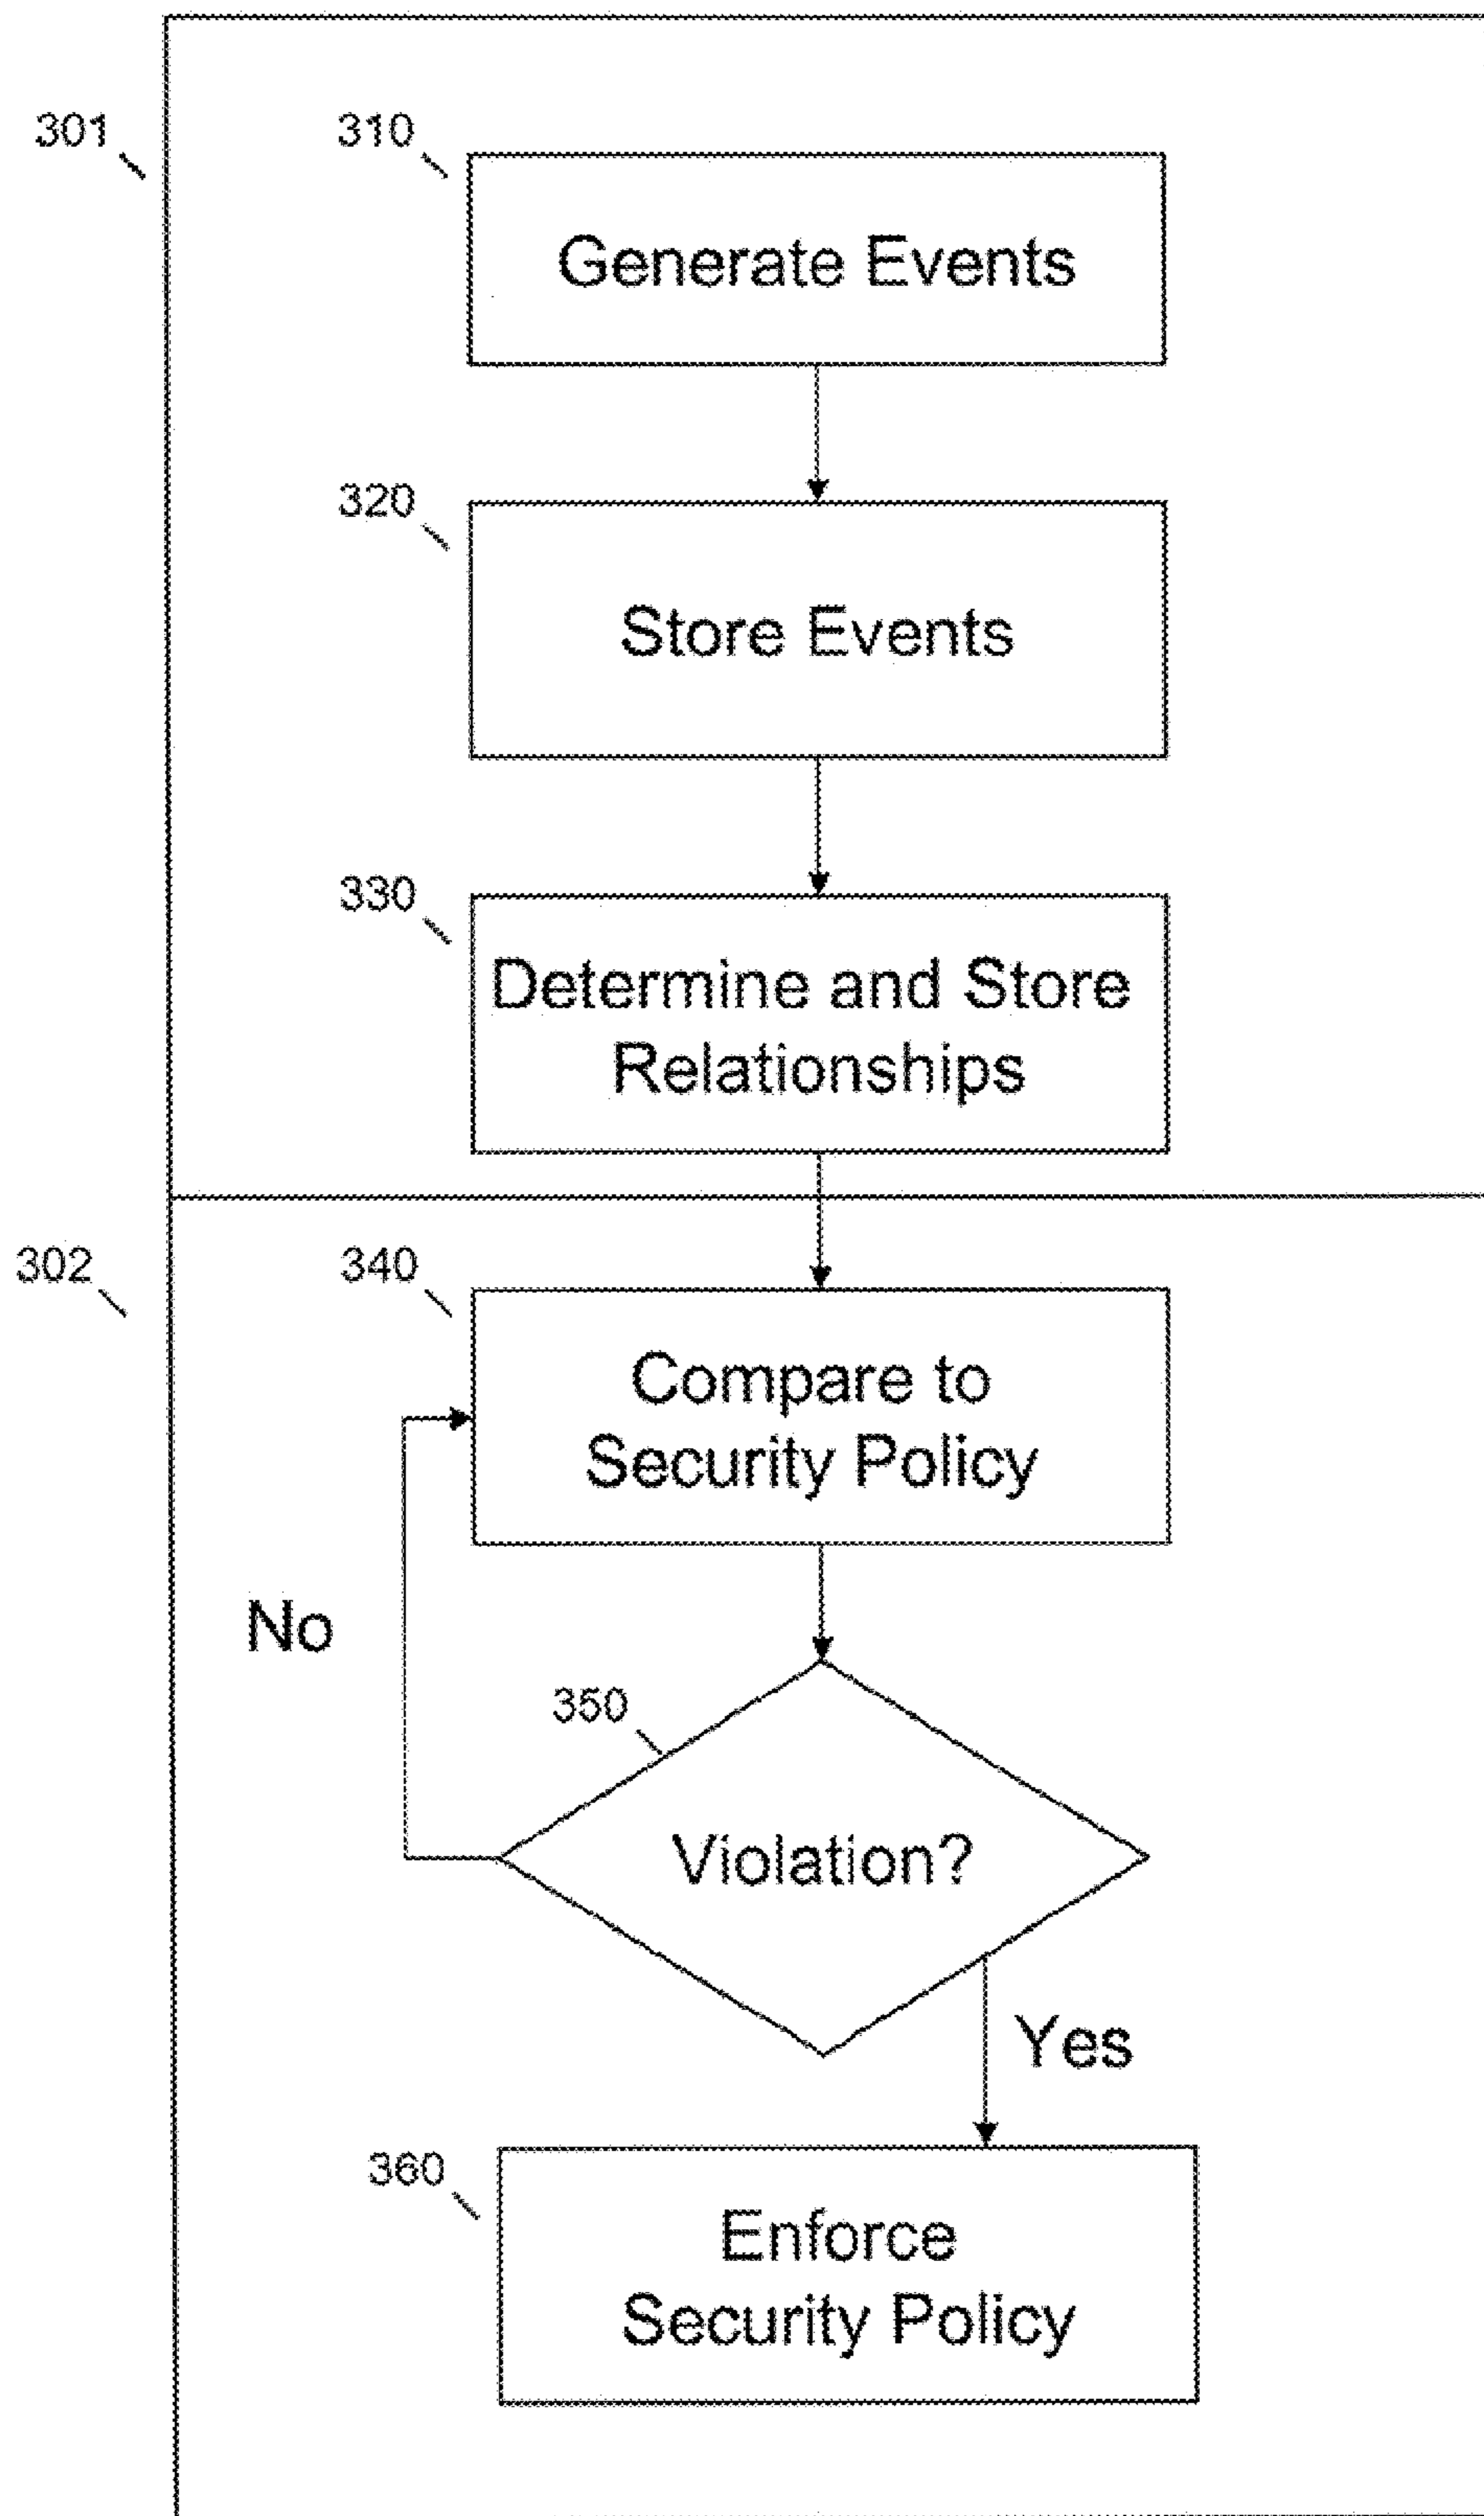 301
310
Generate Events
320
Store Events
330
Determine and Store
Relationships
302
340
Compare to
Security Policy
No
350
Violation?
Yes
360
Enforce
Security Policy